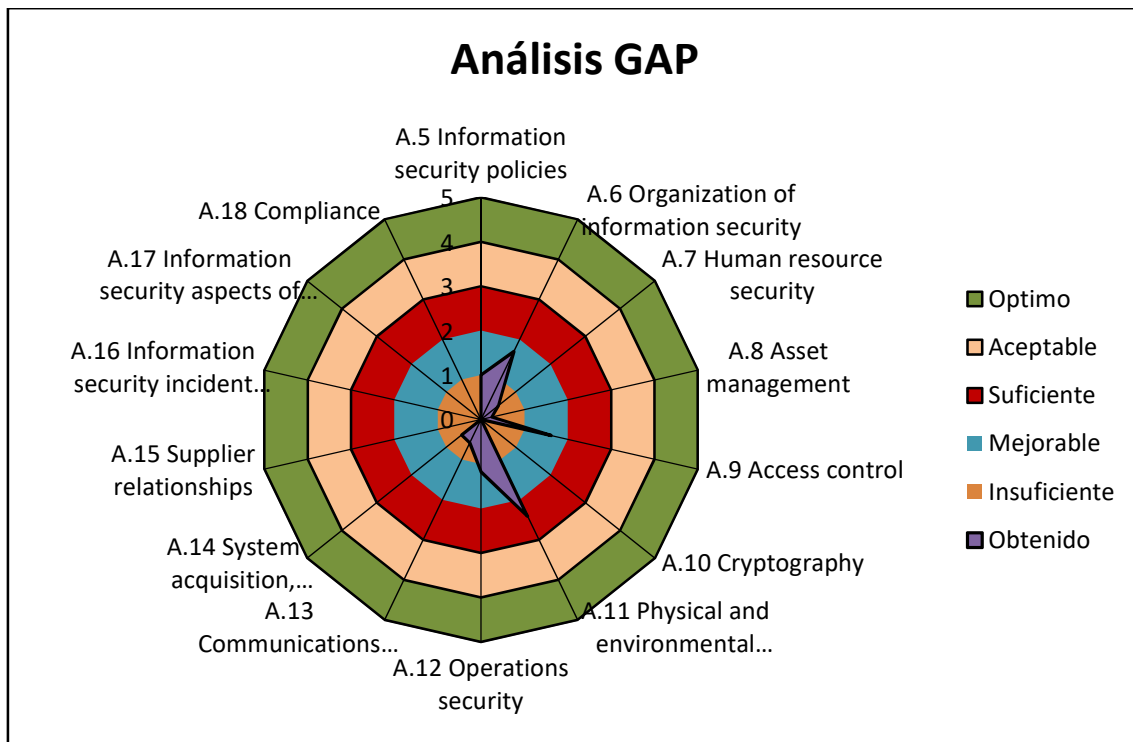 Análisis GAP
A.5 Information
security policies
A.6 Organization of
information security
A.7 Human resource
security
A.8 Asset
management
A.9 Access control
A.10 Cryptography
A.11 Physical and
environmental...
A.12 Operations
security
A.13
Communications...
A.14 System
acquisition,...
A.15 Supplier
relationships
A.16 Information
security incident...
A.17 Information
security aspects of...
A.18 Compliance
5
4
3
2
1
0
Optimo
Aceptable
Suficiente
Mejorable
Insuficiente
Obtenido